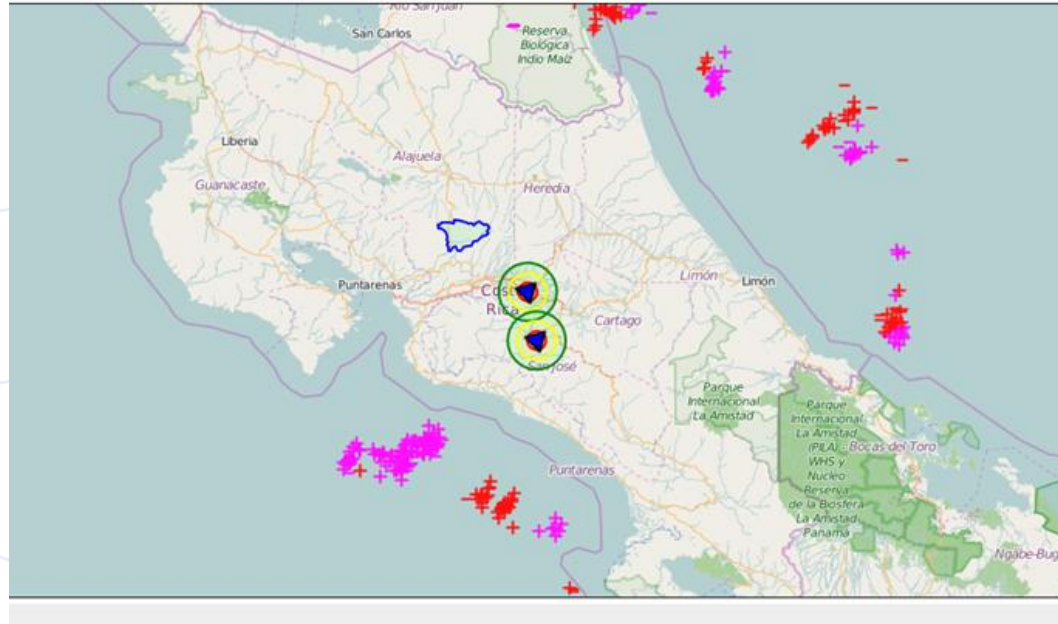 Río San Juan
San Carlos
Reserva
Biológica
Indio Maíz
Liberia
Alajuela
Guanacaste
Heredia
Puntarenas
Costa
Rica
Limón
Limón
Cartago
San José
Parque
Internacional
La Amistad
Parque
Internacional
La Amistad
(PILA) -
WHS y
Núcleo
Reserva
de la Biosfera
La Amistad
Panamá
Bocas del Toro
Puntarenas
Ngäbe-Bug